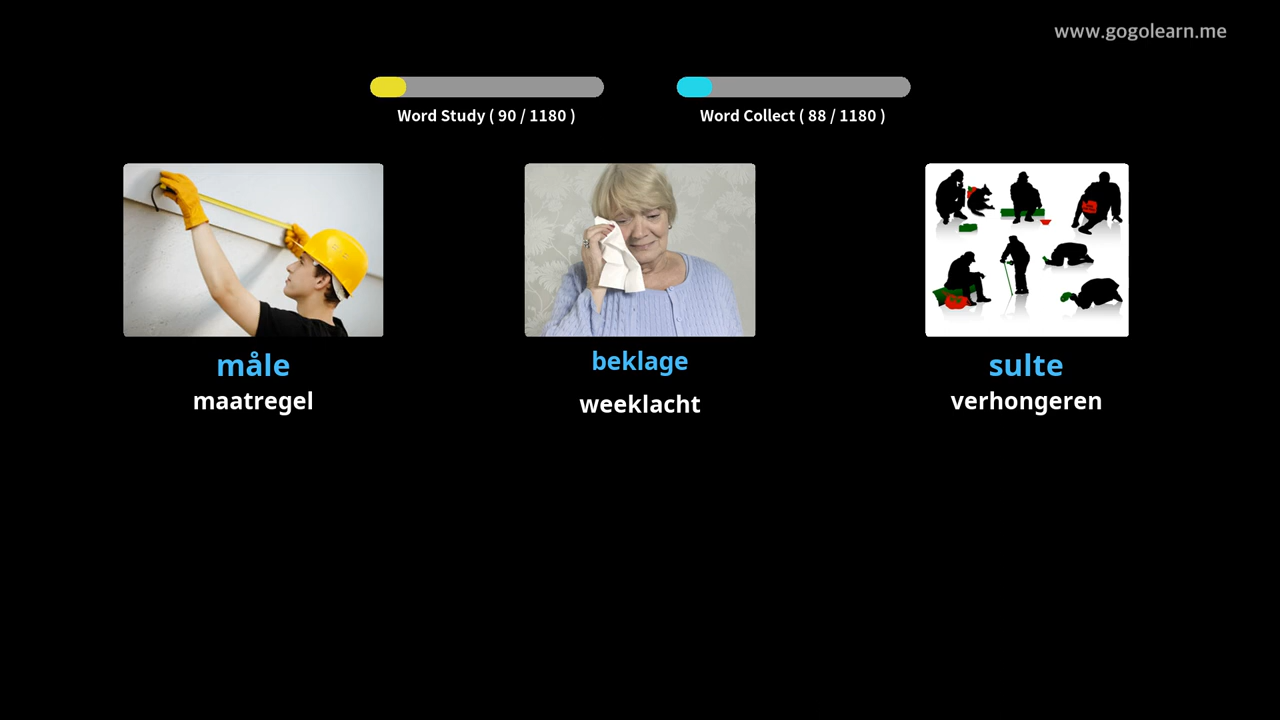 www.gogolearn.me
Word Study ( 90 / 1180 )
Word Collect ( 88 / 1180 )
måle
maatregel
beklage
weeklacht
sulte
verhongeren